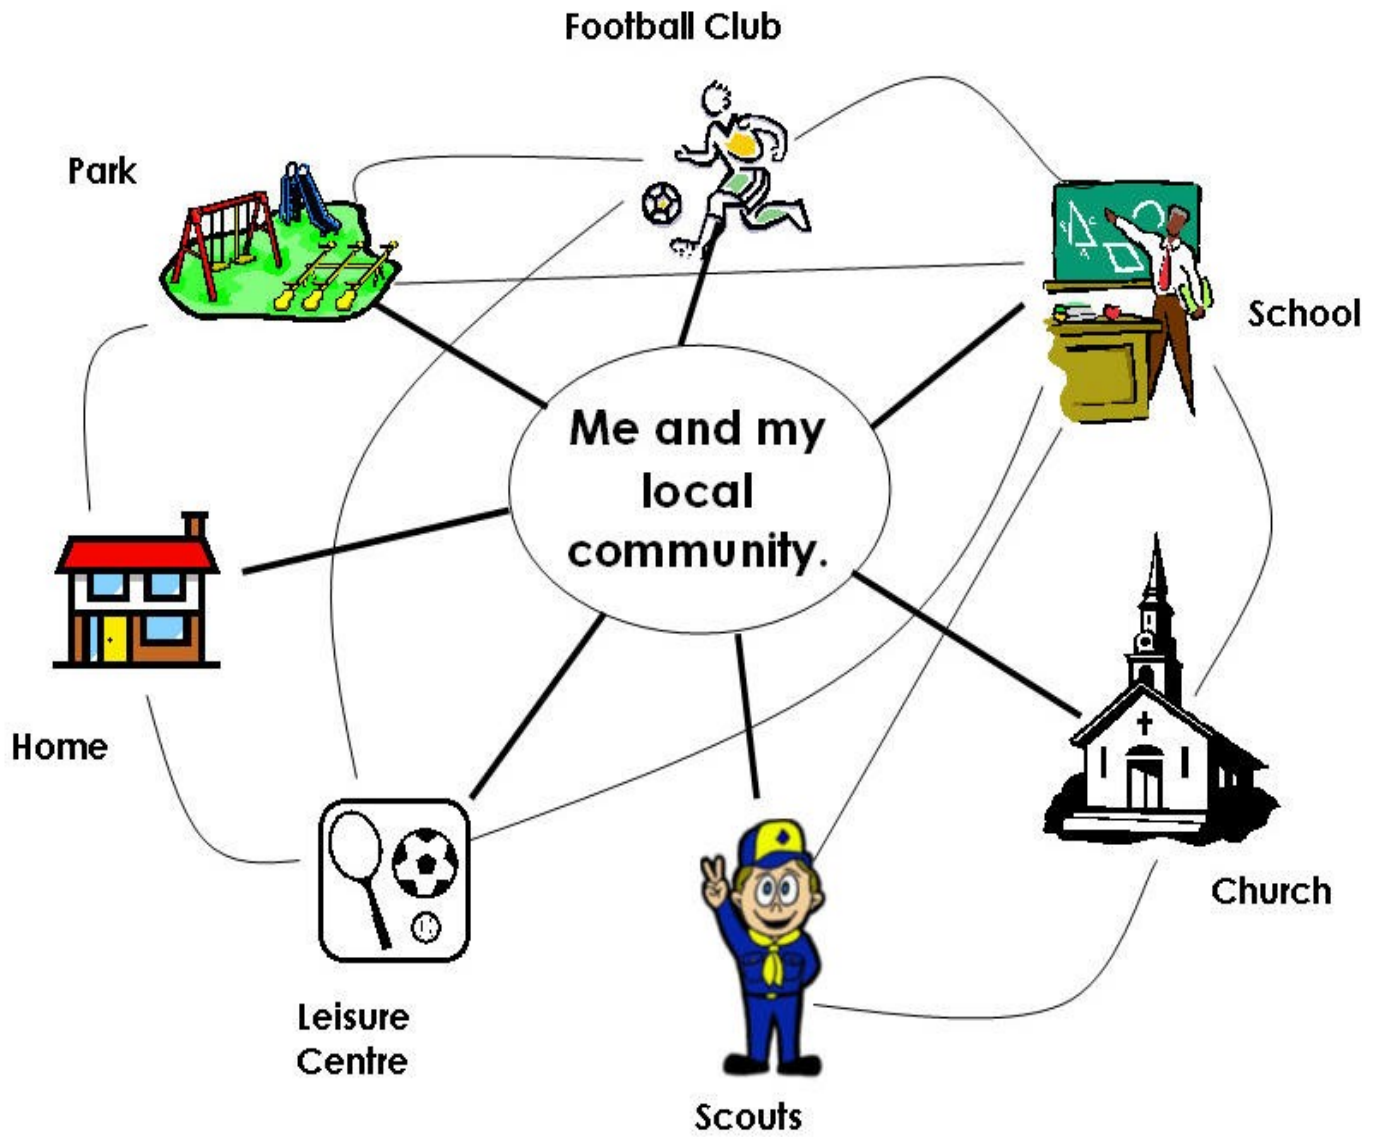 Football Club
Park
School
Me and my
local
community.
Home
Church
Leisure
Centre
Scouts